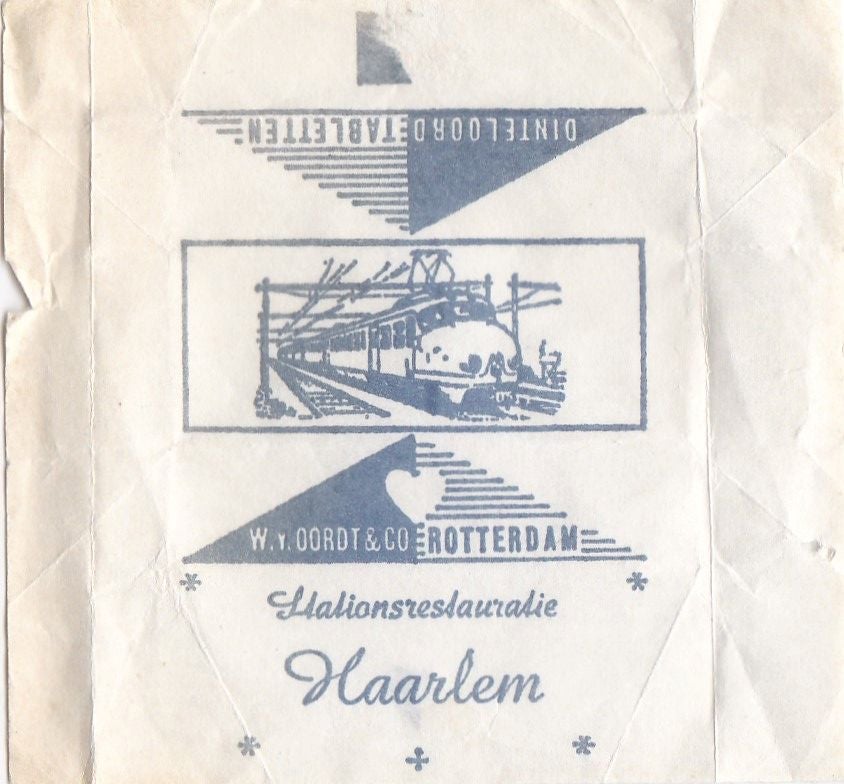 DINTELOORD TABLETTEN
W.v.OORDT & CO ROTTERDAM
Stationsrestauratie
Haarlem